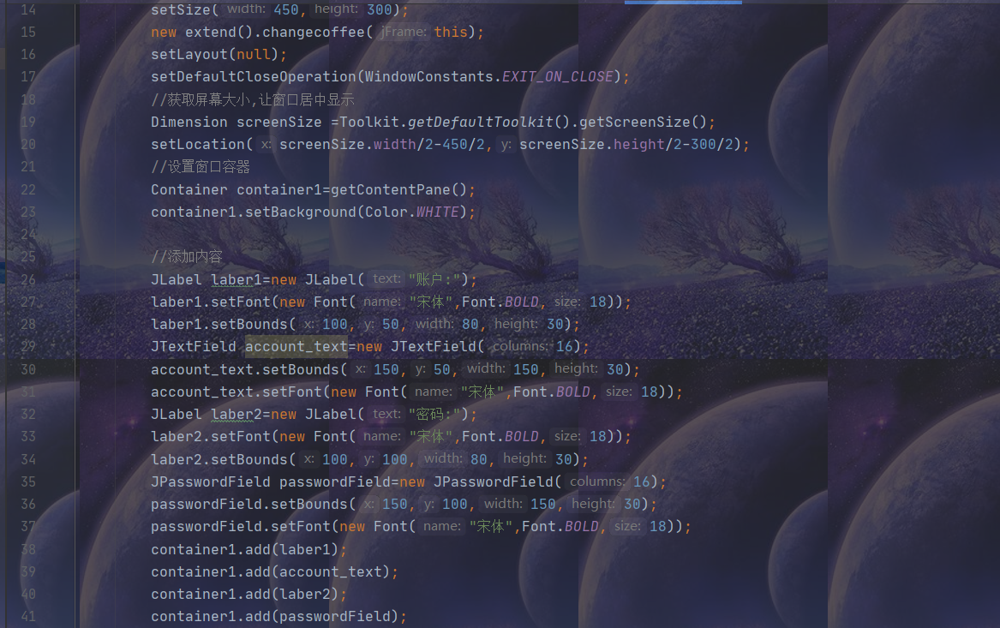 14 setSize( width: 450, height: 300);
15 new extend().changecoffee( jFrame: this);
16 setLayout(null);
17 setDefaultCloseOperation(WindowConstants.EXIT_ON_CLOSE);
18 //获取屏幕大小,让窗口居中显示
19 Dimension screenSize =Toolkit.getDefaultToolkit().getScreenSize();
20 setLocation( x: screenSize.width/2-450/2, y: screenSize.height/2-300/2);
21 //设置窗口容器
22 Container container1=getContentPane();
23 container1.setBackground(Color.WHITE);
24
25 //添加内容
26 JLabel laber1=new JLabel( text: "账户:");
27 laber1.setFont(new Font( name: "宋体",Font.BOLD, size: 18));
28 laber1.setBounds( x: 100, y: 50, width: 80, height: 30);
29 JTextField account_text=new JTextField( columns: 16);
30 account_text.setBounds( x: 150, y: 50, width: 150, height: 30);
31 account_text.setFont(new Font( name: "宋体",Font.BOLD, size: 18));
32 JLabel laber2=new JLabel( text: "密码:");
33 laber2.setFont(new Font( name: "宋体",Font.BOLD, size: 18));
34 laber2.setBounds( x: 100, y: 100, width: 80, height: 30);
35 JPasswordField passwordField=new JPasswordField( columns: 16);
36 passwordField.setBounds( x: 150, y: 100, width: 150, height: 30);
37 passwordField.setFont(new Font( name: "宋体",Font.BOLD, size: 18));
38 container1.add(laber1);
39 container1.add(account_text);
40 container1.add(laber2);
41 container1.add(passwordField);